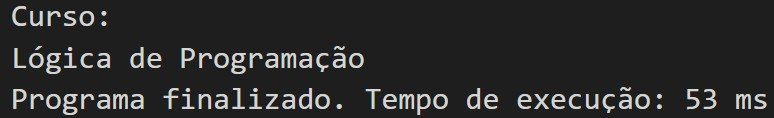 Curso:
Lógica de Programação
Programa finalizado. Tempo de execução: 53 ms